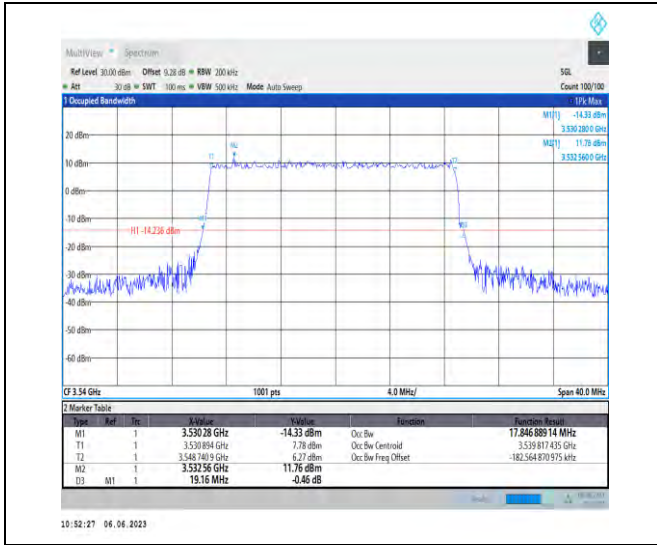 MultiView Spectrum
Ref Level 30.00 dBm Offset 9.28 dB RBW 200 kHz SGL
Att 30 dB SWT 100 ms VBW 500 kHz Mode Auto Sweep Count 100/100
1 Occupied Bandwidth 1Pk Max
M1[1] -14.33 dBm
3.530 280 0 GHz
M2[1] 11.78 dBm
3.532 560 0 GHz
20 dBm
M2
T1
10 dBm
0 dBm
-10 dBm
H1 -14.236 dBm
-20 dBm
-30 dBm
-40 dBm
-50 dBm
-60 dBm
CF 3.54 GHz 1001 pts 4.0 MHz/ Span 40.0 MHz
2 Marker Table
Type Ref Trc X-Value Y-Value Function Function Result
M1 1 3.530 28 GHz -14.33 dBm Occ Bw 17.846 889 14 MHz
T1 1 3.530 894 GHz 7.78 dBm Occ Bw Centroid 3.539 817 435 GHz
T2 1 3.548 740 9 GHz 6.27 dBm Occ Bw Freq Offset -182.564 870 975 kHz
M2 1 3.532 56 GHz 11.76 dBm
D3 M1 1 19.16 MHz -0.46 dB
10:52:27 06.06.2023